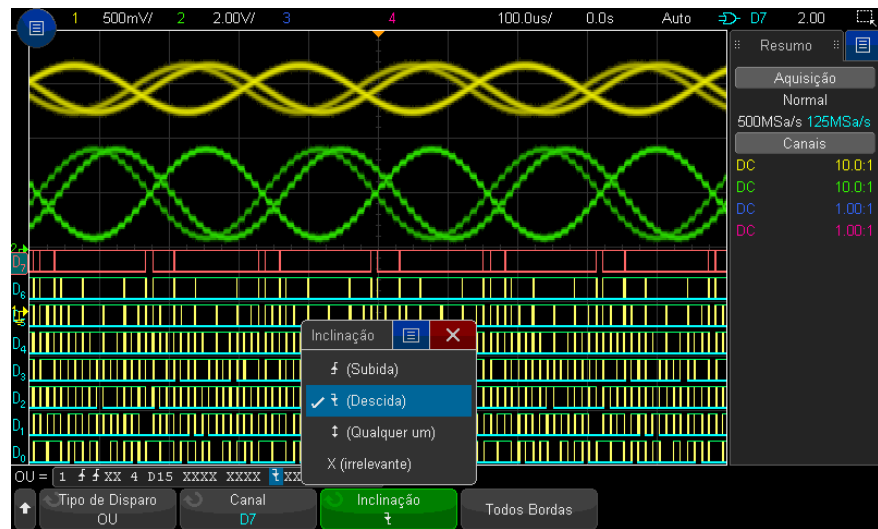 1 500mV/ 2 2.00V/ 3 4 100.0us/ 0.0s Auto D7 2.00
Resumo
Aquisição
Normal
500MSa/s 125MSa/s
Canais
DC 10.0:1
DC 10.0:1
DC 1.00:1
DC 1.00:1
2
D7
D6
D4
D3
D2
D1
D0
Inclinação
(Subida)
(Descida)
(Qualquer um)
X (irrelevante)
OU = 1 XX 4 D15 XXXX XXXX XX
Tipo de Disparo
OU
Canal
D7
Inclinação
Todos Bordas